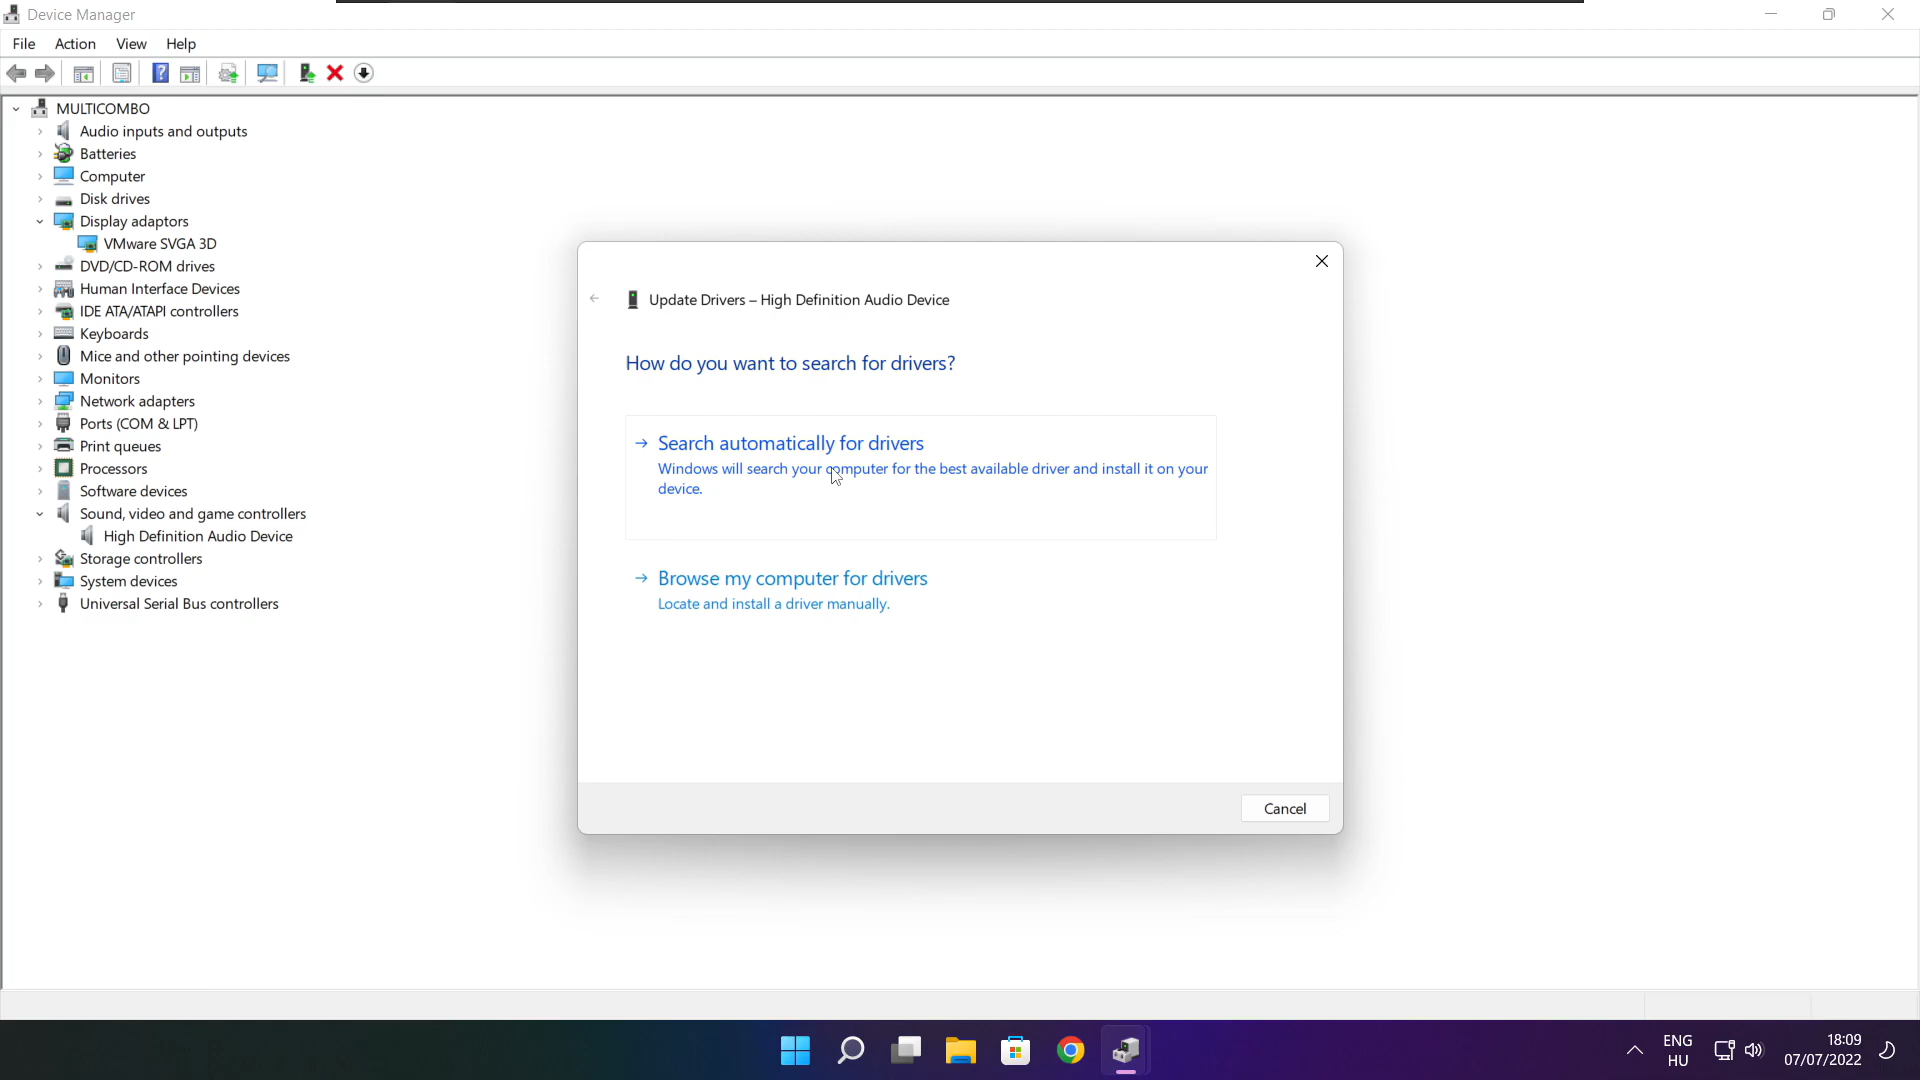 Device Manager
File Action View Help
MULTICOMBO
Audio inputs and outputs
Batteries
Computer
Disk drives
Display adaptors
VMware SVGA 3D
DVD/CD-ROM drives
Human Interface Devices
IDE ATA/ATAPI controllers
Keyboards
Mice and other pointing devices
Monitors
Network adapters
Ports (COM & LPT)
Print queues
Processors
Software devices
Sound, video and game controllers
High Definition Audio Device
Storage controllers
System devices
Universal Serial Bus controllers
Update Drivers – High Definition Audio Device
How do you want to search for drivers?
Search automatically for drivers
Windows will search your computer for the best available driver and install it on your
device.
Browse my computer for drivers
Locate and install a driver manually.
Cancel
ENG
HU
18:09
07/07/2022